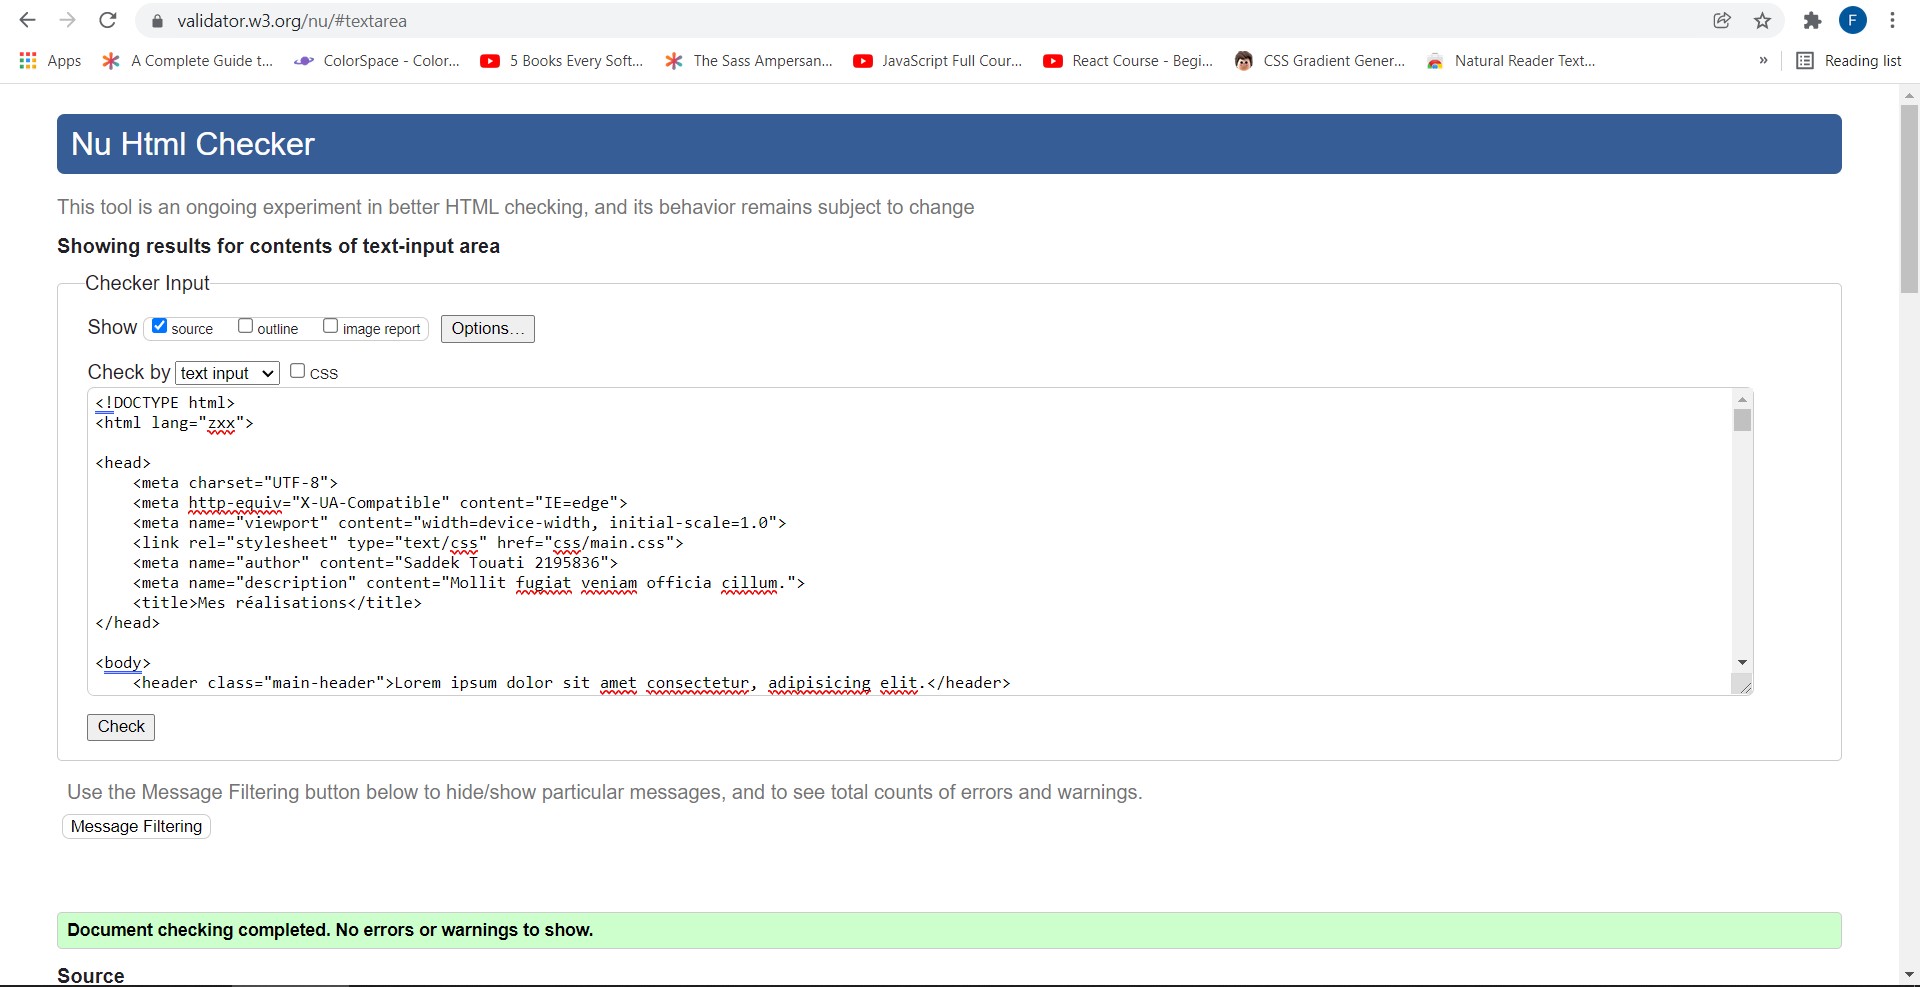 validator.w3.org/nu/#textarea
F
Apps A Complete Guide t... ColorSpace - Color... 5 Books Every Soft... The Sass Ampersan... JavaScript Full Cour... React Course - Begi... CSS Gradient Gener... Natural Reader Text... » Reading list
Nu Html Checker
This tool is an ongoing experiment in better HTML checking, and its behavior remains subject to change
Showing results for contents of text-input area
Checker Input
Show source outline image report Options...
Check by text input CSS
<!DOCTYPE html>
<html lang="zxx">
<head>
<meta charset="UTF-8">
<meta http-equiv="X-UA-Compatible" content="IE=edge">
<meta name="viewport" content="width=device-width, initial-scale=1.0">
<link rel="stylesheet" type="text/css" href="css/main.css">
<meta name="author" content="Saddek Touati 2195836">
<meta name="description" content="Mollit fugiat veniam officia cillum.">
<title>Mes réalisations</title>
</head>
<body>
<header class="main-header">Lorem ipsum dolor sit amet consectetur, adipisicing elit.</header>
Check
Use the Message Filtering button below to hide/show particular messages, and to see total counts of errors and warnings.
Message Filtering
Document checking completed. No errors or warnings to show.
Source